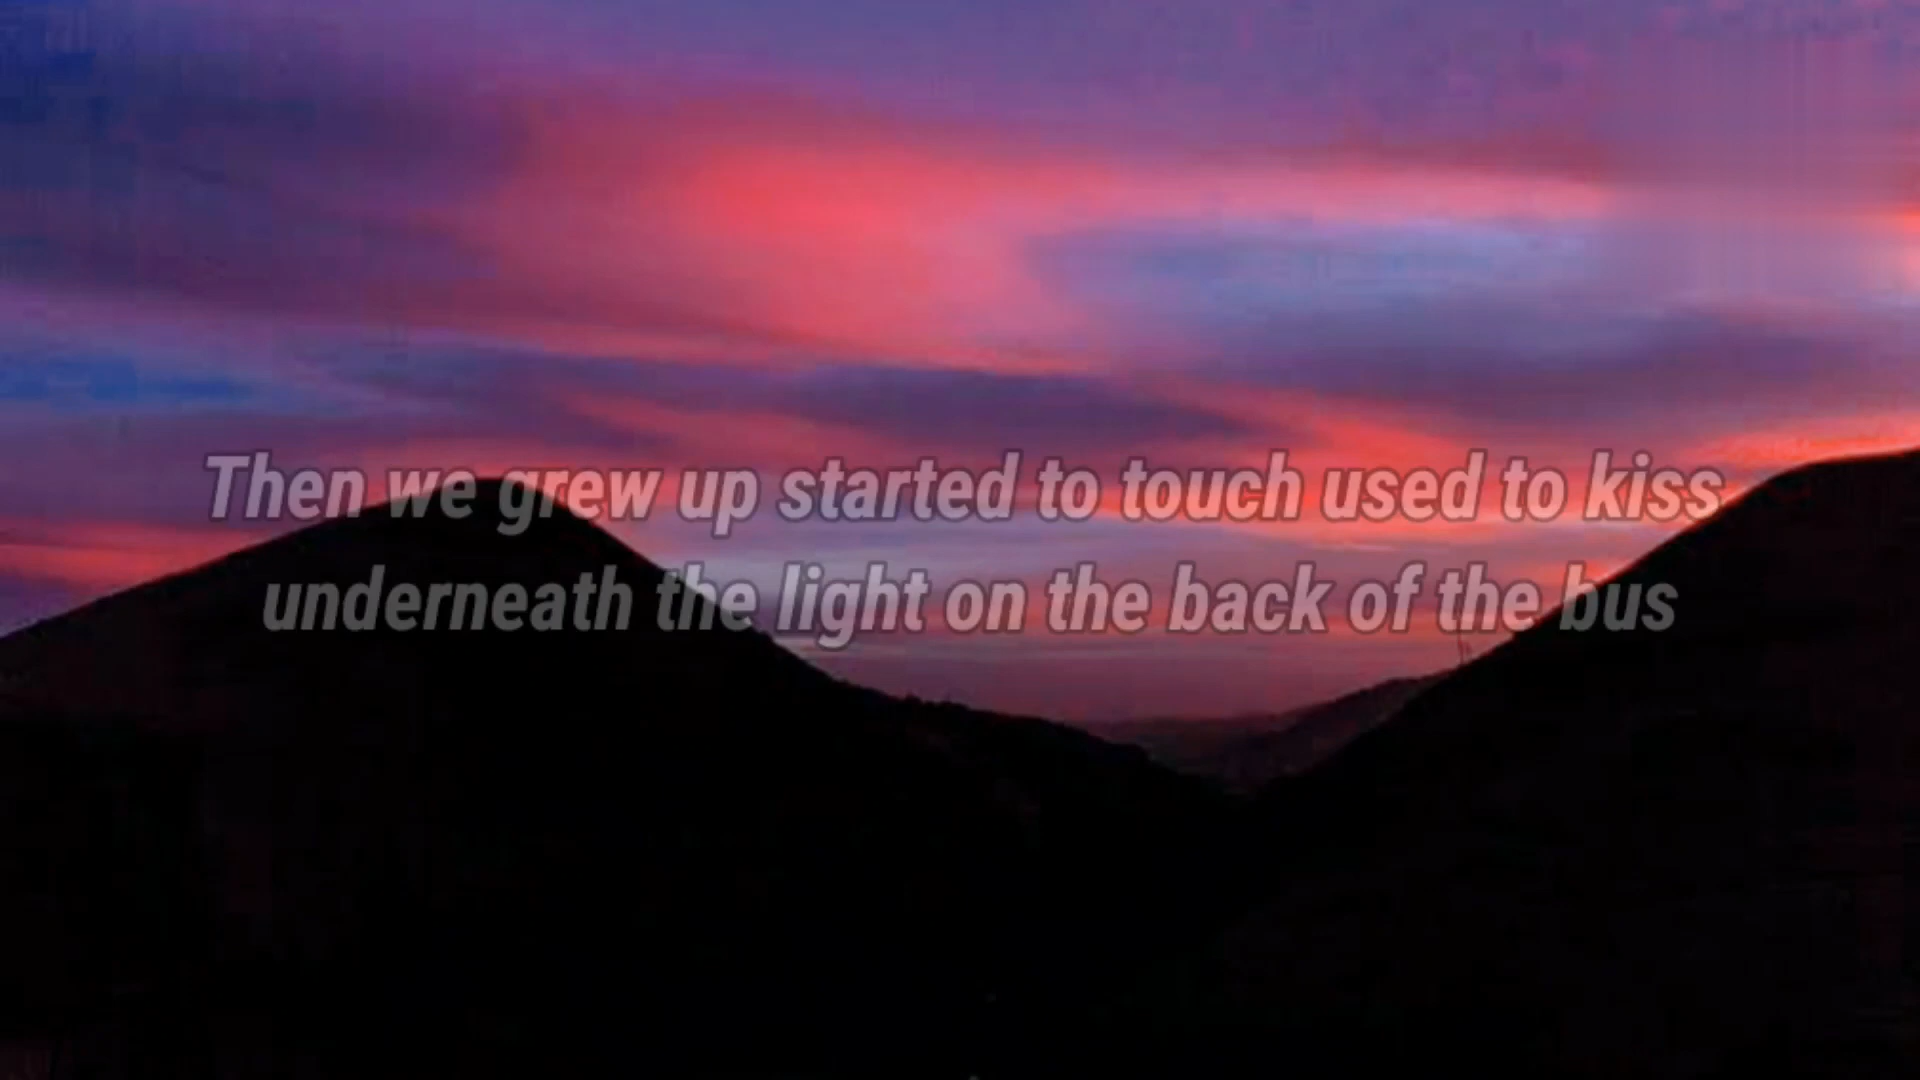 Then we grew up started to touch used to kiss
underneath the light on the back of the bus